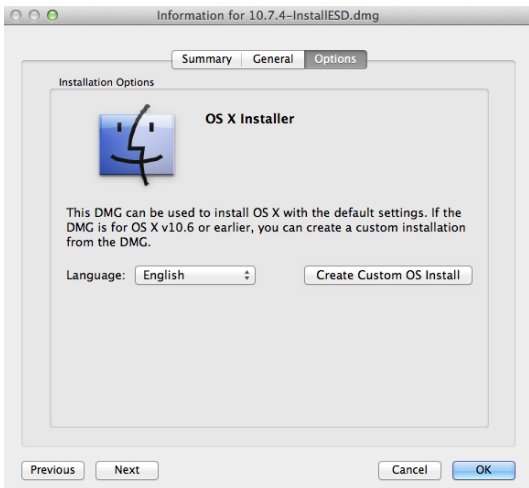 Information for 10.7.4-InstallESD.dmg
Summary General Options
Installation Options
OS X Installer
This DMG can be used to install OS X with the default settings. If the
DMG is for OS X v10.6 or earlier, you can create a custom installation
from the DMG.
Language: English Create Custom OS Install
Previous Next Cancel OK